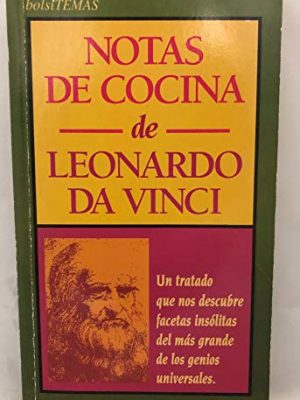 bolsiTEMAS
NOTAS
DE COCINA
de
LEONARDO
DA VINCI
Un tratado
que nos descubre
facetas insólitas
del más grande
de los genios
universales.